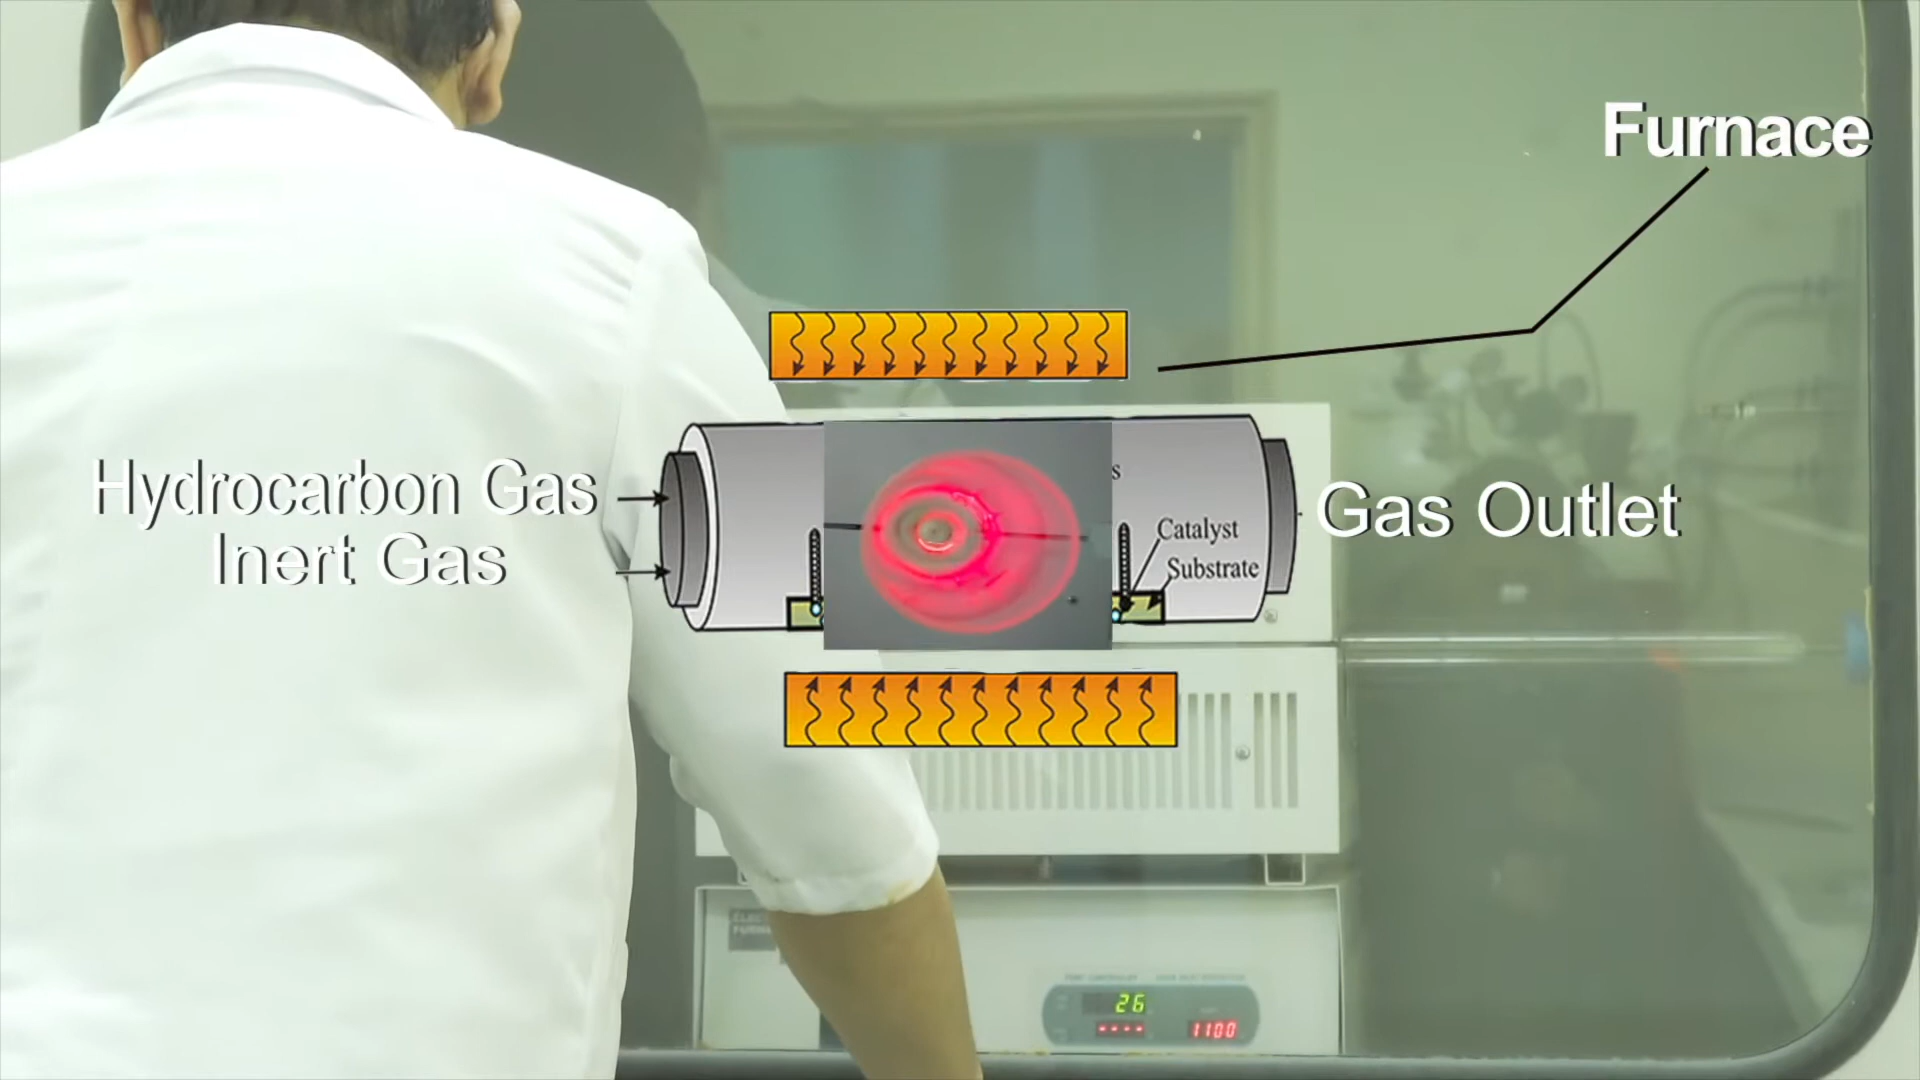 Furnace
Hydrocarbon Gas
Inert Gas
s
Catalyst
Substrate
Gas Outlet
26
1100